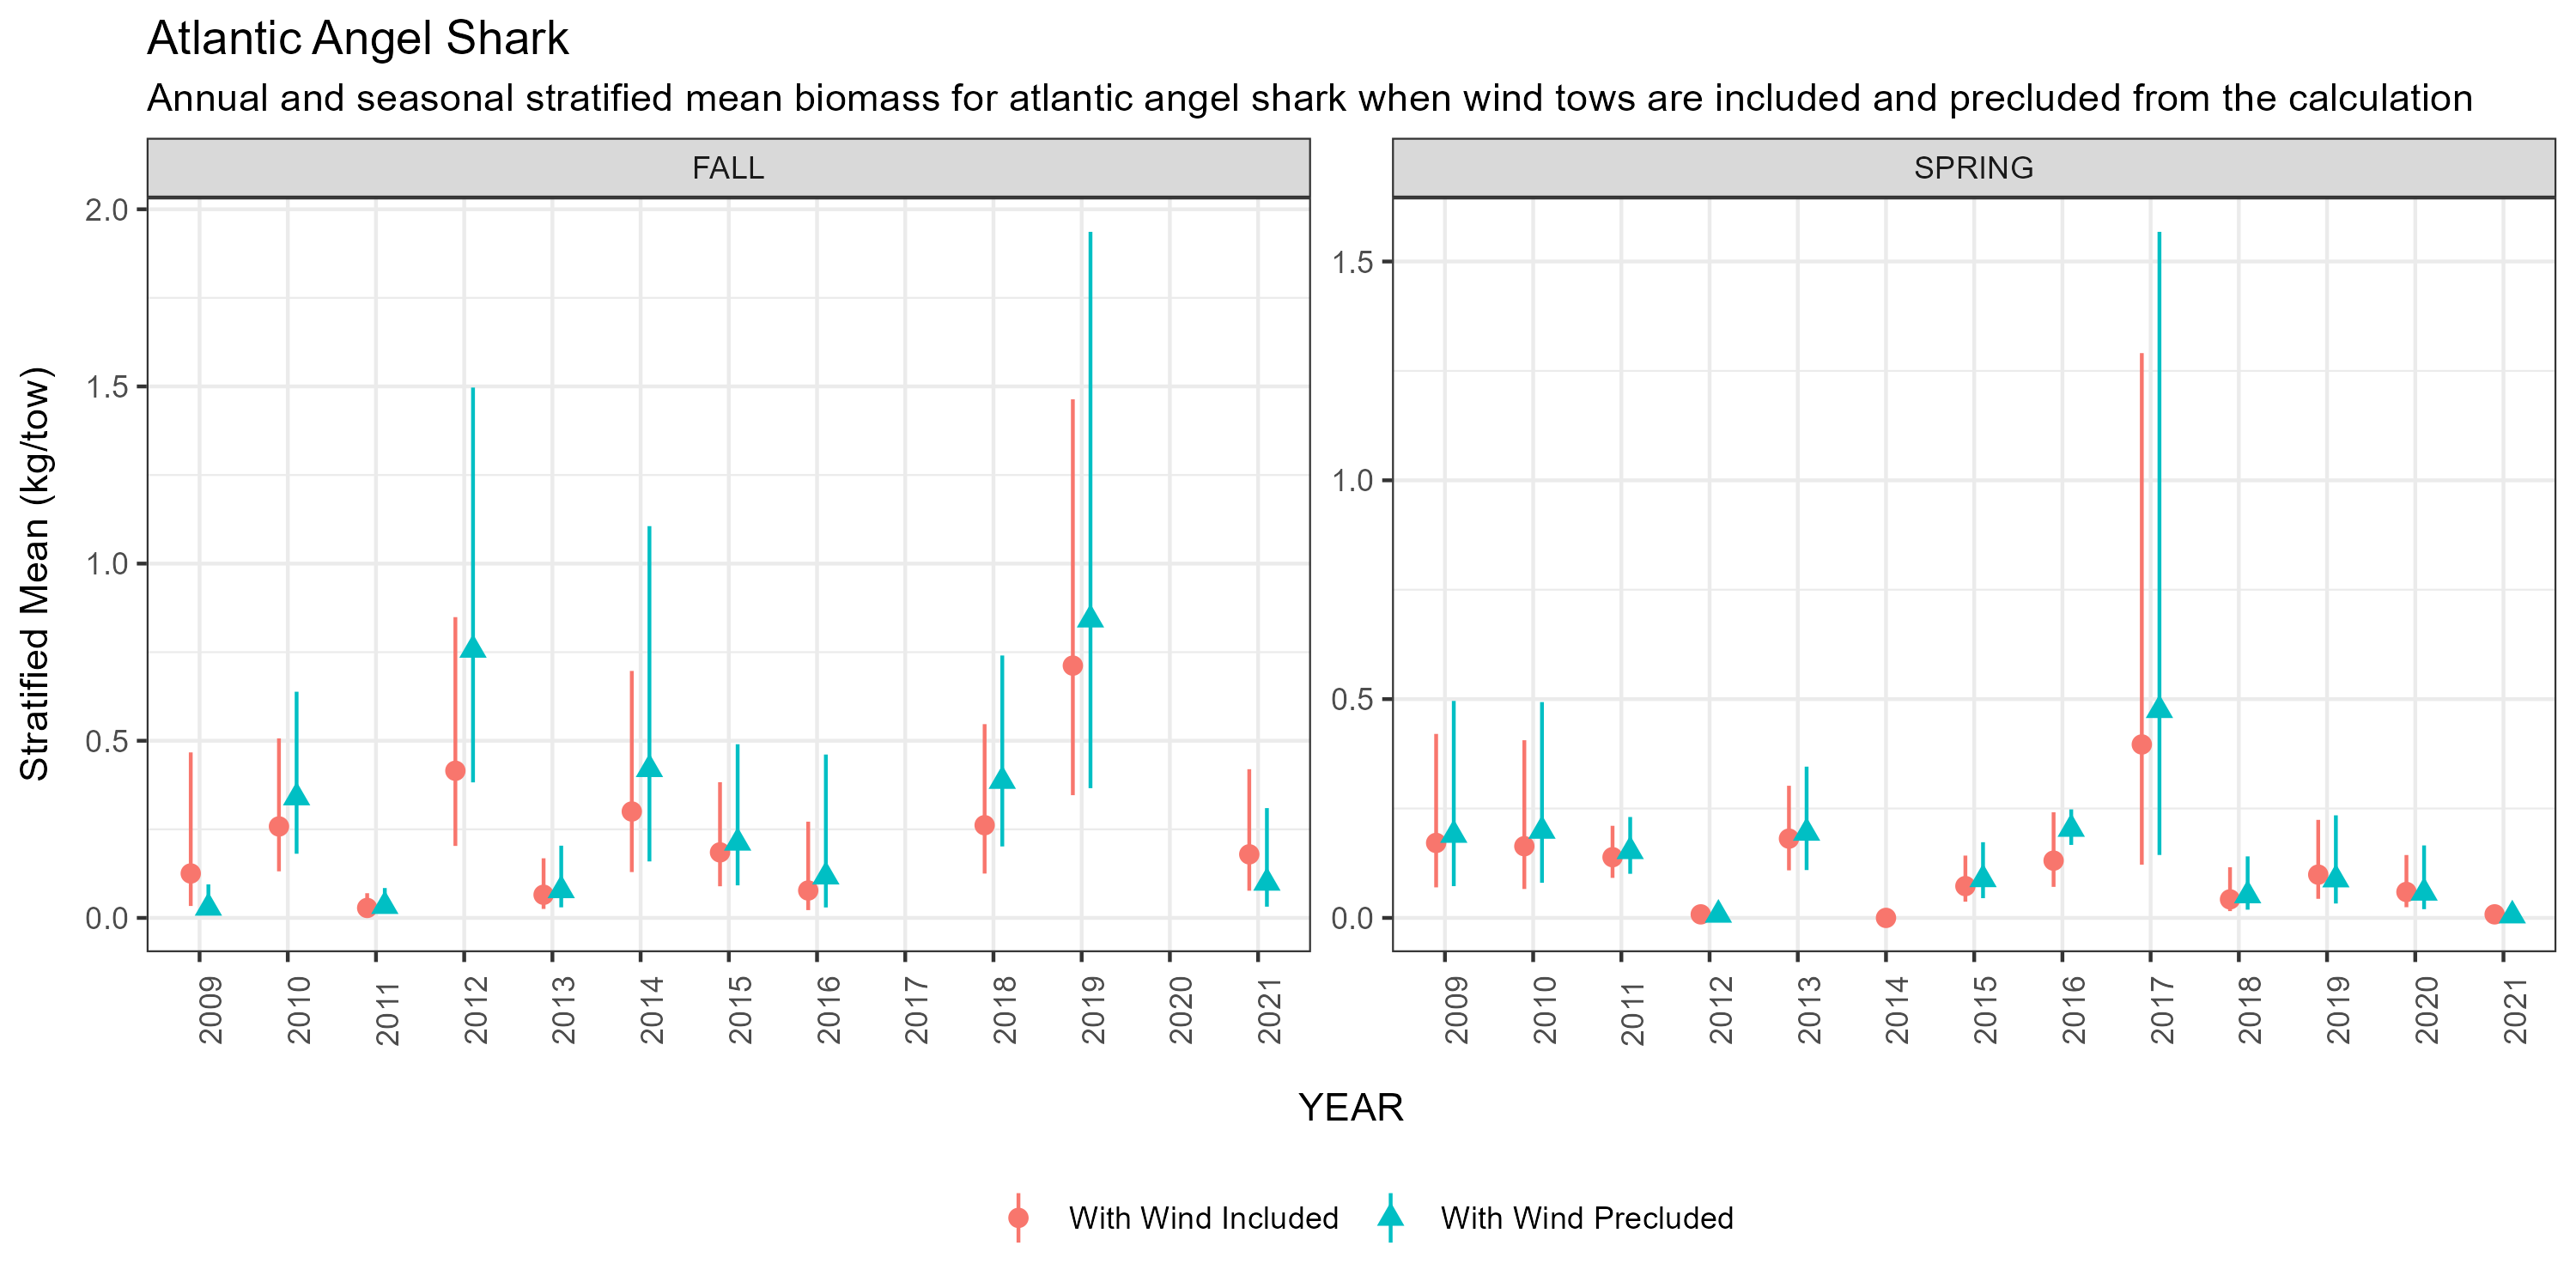 Atlantic Angel Shark
Annual and seasonal stratified mean biomass for atlantic angel shark when wind tows are included and precluded from the calculation
FALL
SPRING
Stratified Mean (kg/tow)
2.0
1.5
1.0
0.5
0.0
1.5
1.0
0.5
0.0
2009 2010 2011 2012 2013 2014 2015 2016 2017 2018 2019 2020 2021
2009 2010 2011 2012 2013 2014 2015 2016 2017 2018 2019 2020 2021
YEAR
With Wind Included
With Wind Precluded